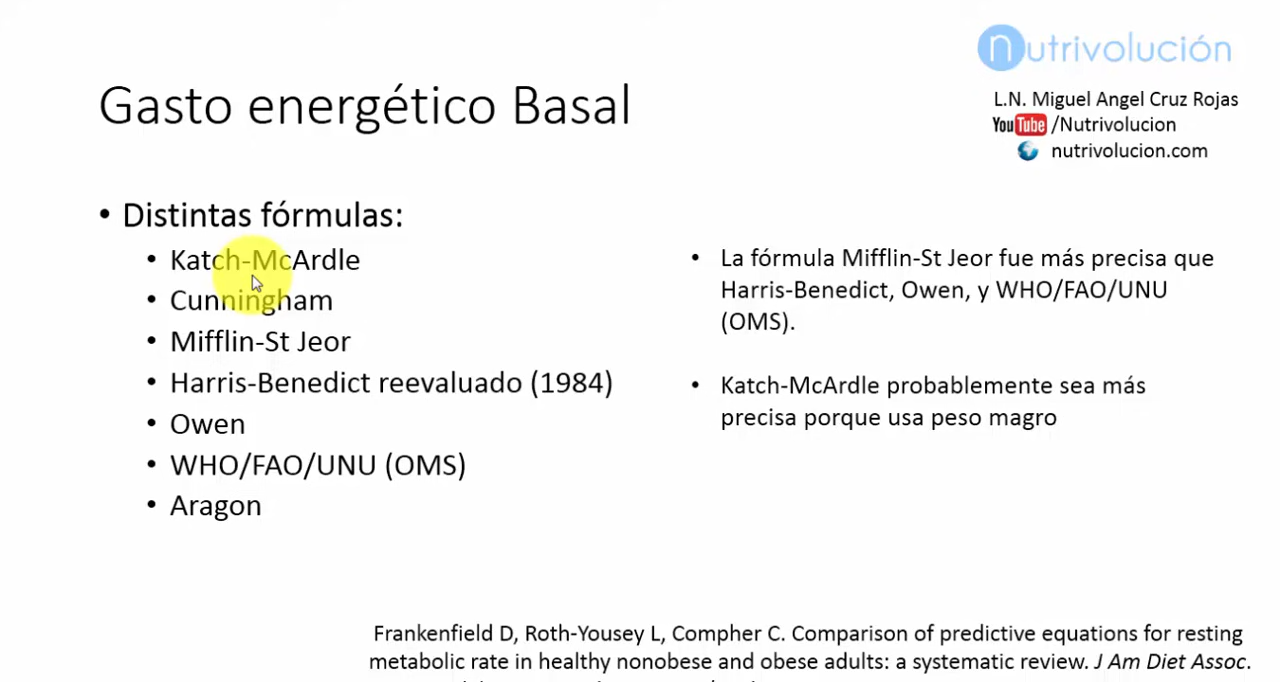 nutrivolución
Gasto energético Basal
L.N. Miguel Angel Cruz Rojas
YouTube /Nutrivolucion
nutrivolucion.com
• Distintas fórmulas:
• Katch-McArdle
• Cunningham
• Mifflin-St Jeor
• Harris-Benedict reevaluado (1984)
• Owen
• WHO/FAO/UNU (OMS)
• Aragon
• La fórmula Mifflin-St Jeor fue más precisa que
Harris-Benedict, Owen, y WHO/FAO/UNU
(OMS).
• Katch-McArdle probablemente sea más
precisa porque usa peso magro
Frankenfield D, Roth-Yousey L, Compher C. Comparison of predictive equations for resting
metabolic rate in healthy nonobese and obese adults: a systematic review. J Am Diet Assoc.